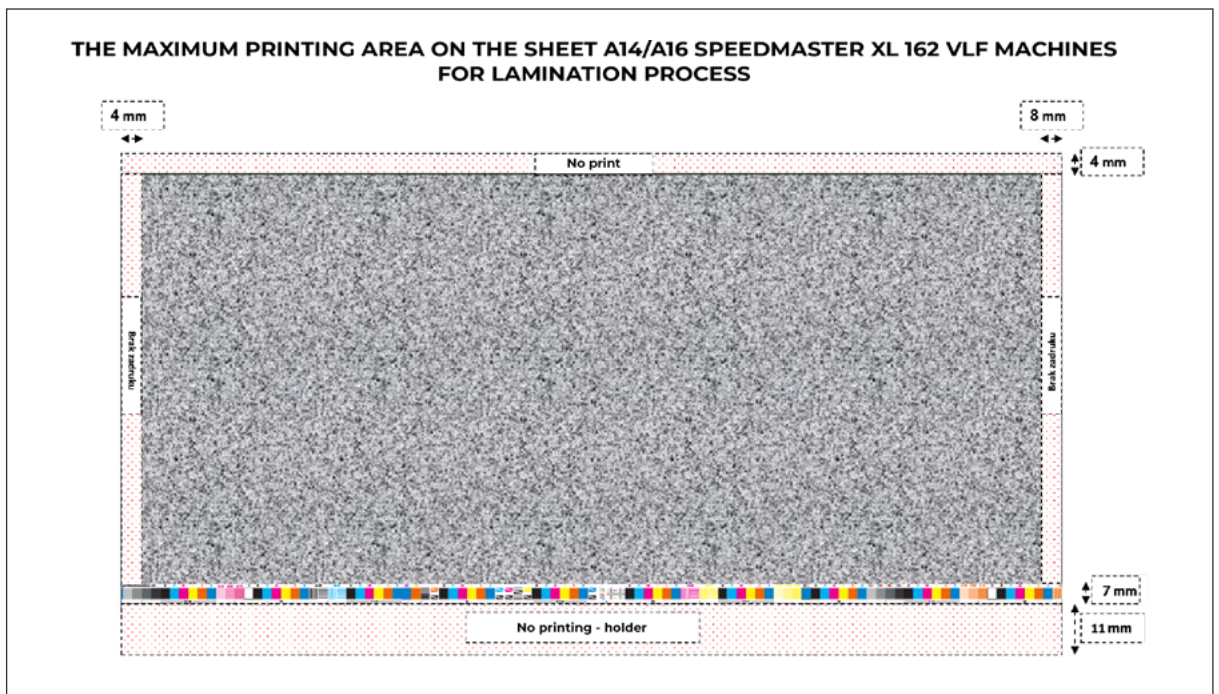 THE MAXIMUM PRINTING AREA ON THE SHEET A14/A16 SPEEDMASTER XL 162 VLF MACHINES
FOR LAMINATION PROCESS
4 mm
8 mm
No print
4 mm
Brak zadruku
Brak zadruku
7 mm
No printing - holder
11 mm